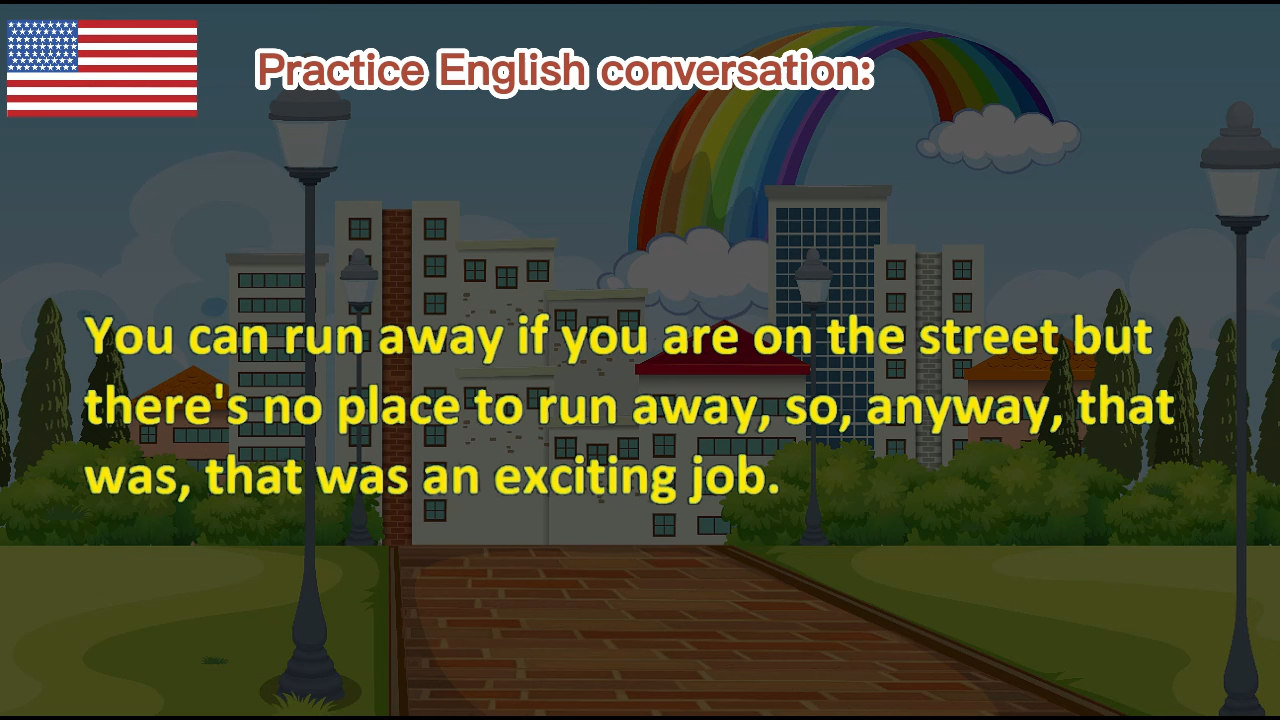 Practice English conversation:
You can run away if you are on the street but
there's no place to run away, so, anyway, that
was, that was an exciting job.